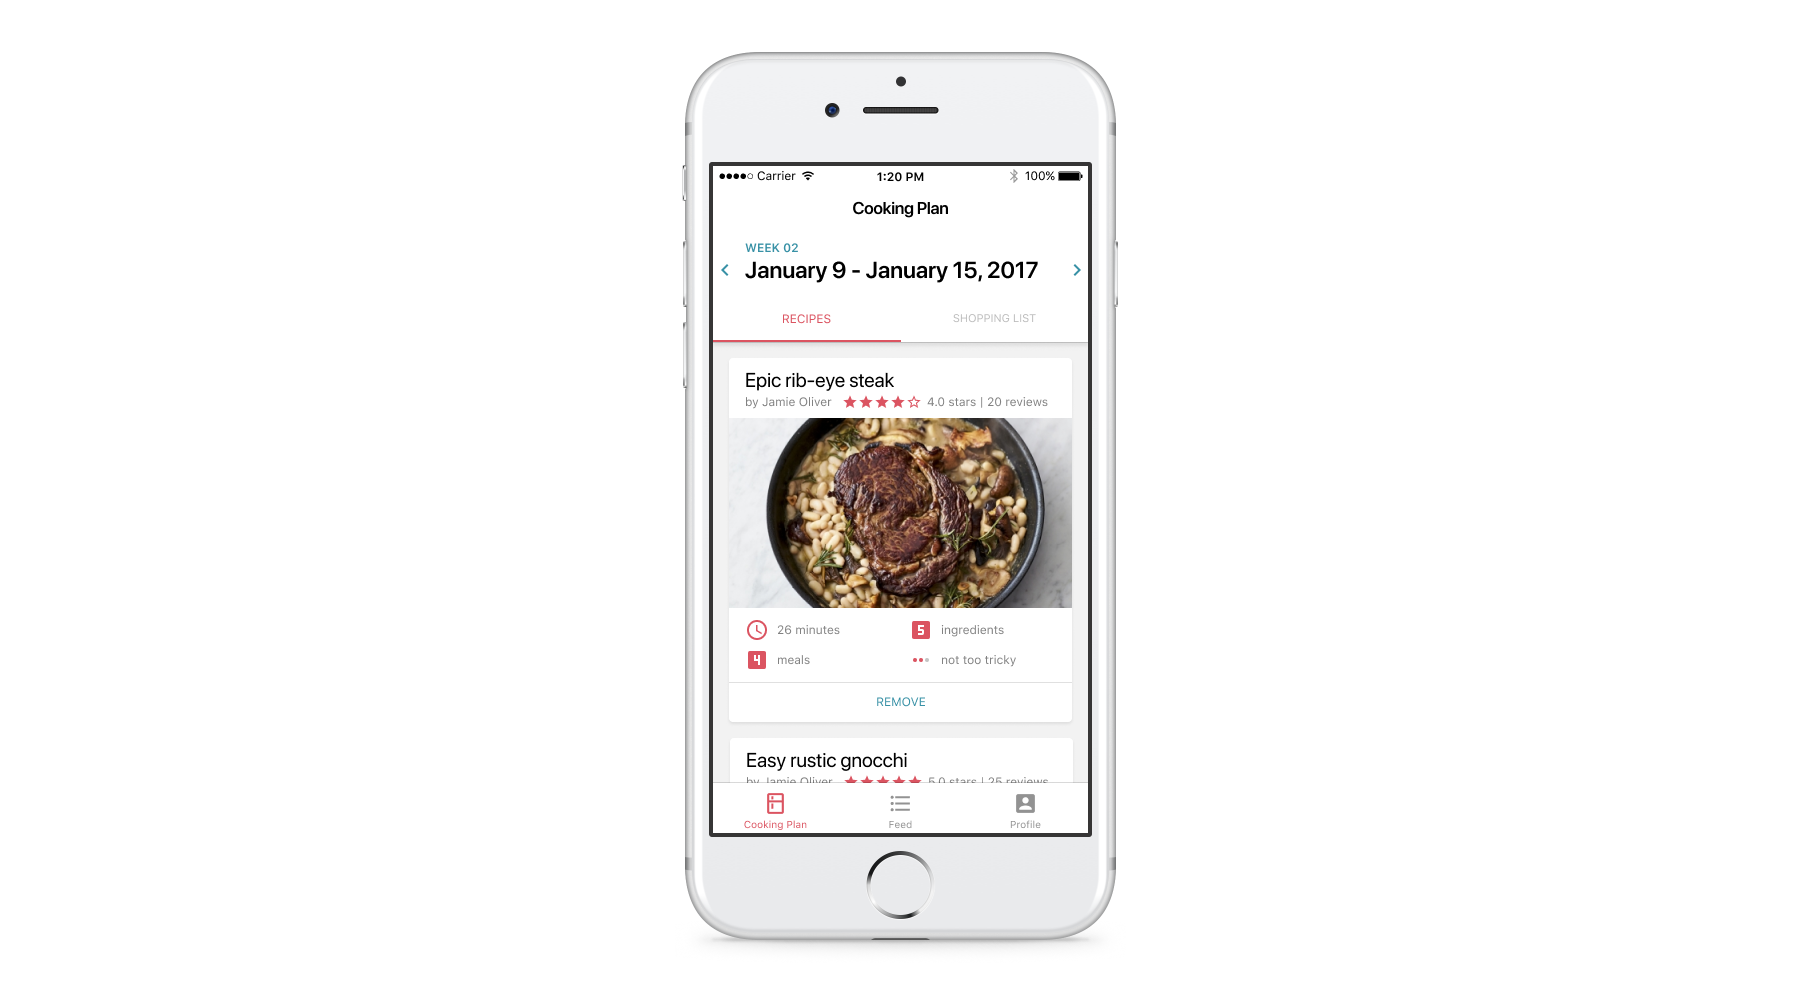 Carrier 1:20 PM 100%
Cooking Plan
WEEK 02
January 9 - January 15, 2017
RECIPES SHOPPING LIST
Epic rib-eye steak
by Jamie Oliver 4.0 stars | 20 reviews
26 minutes 5 ingredients
4 meals not too tricky
REMOVE
Easy rustic gnocchi
by Jamie Oliver 5.0 stars | 25 reviews
Cooking Plan Feed Profile